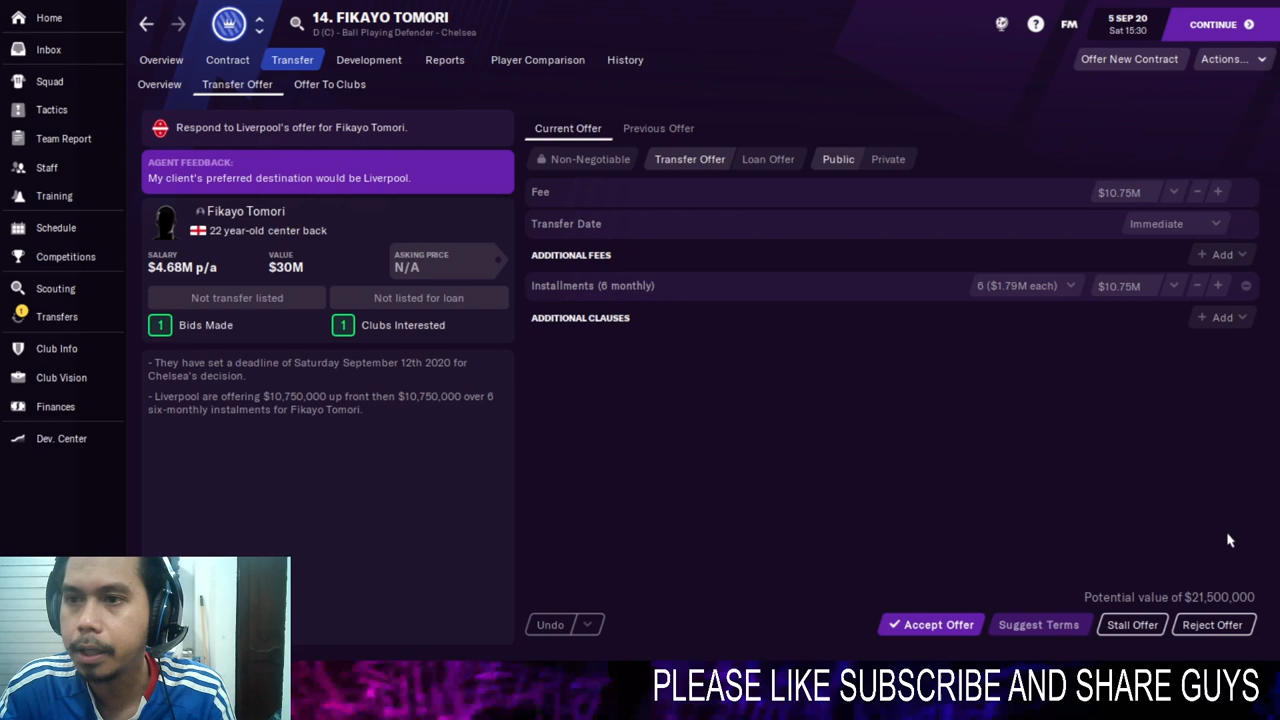 Home
Inbox
Squad
Tactics
Team Report
Staff
Training
Schedule
Competitions
Scouting
1
Transfers
Club Info
Club Vision
Finances
Dev. Center
14. FIKAYO TOMORI
D (C) - Ball Playing Defender - Chelsea
?
FM
5 SEP 20
Sat 15:30
CONTINUE
Overview Contract Transfer Development Reports Player Comparison History
Offer New Contract
Actions...
Overview Transfer Offer Offer To Clubs
Respond to Liverpool's offer for Fikayo Tomori.
AGENT FEEDBACK:
My client's preferred destination would be Liverpool.
Fikayo Tomori
22 year-old center back
SALARY
$4.68M p/a
VALUE
$30M
ASKING PRICE
N/A
Not transfer listed
Not listed for loan
1 Bids Made
1 Clubs Interested
- They have set a deadline of Saturday September 12th 2020 for
Chelsea's decision.
- Liverpool are offering $10,750,000 up front then $10,750,000 over 6
six-monthly instalments for Fikayo Tomori.
Current Offer Previous Offer
Non-Negotiable Transfer Offer Loan Offer Public Private
Fee $10.75M - +
Transfer Date Immediate
ADDITIONAL FEES + Add
Installments (6 monthly) 6 ($1.79M each) $10.75M - +
ADDITIONAL CLAUSES + Add
Potential value of $21,500,000
Undo
Accept Offer
Suggest Terms
Stall Offer
Reject Offer
PLEASE LIKE SUBSCRIBE AND SHARE GUYS